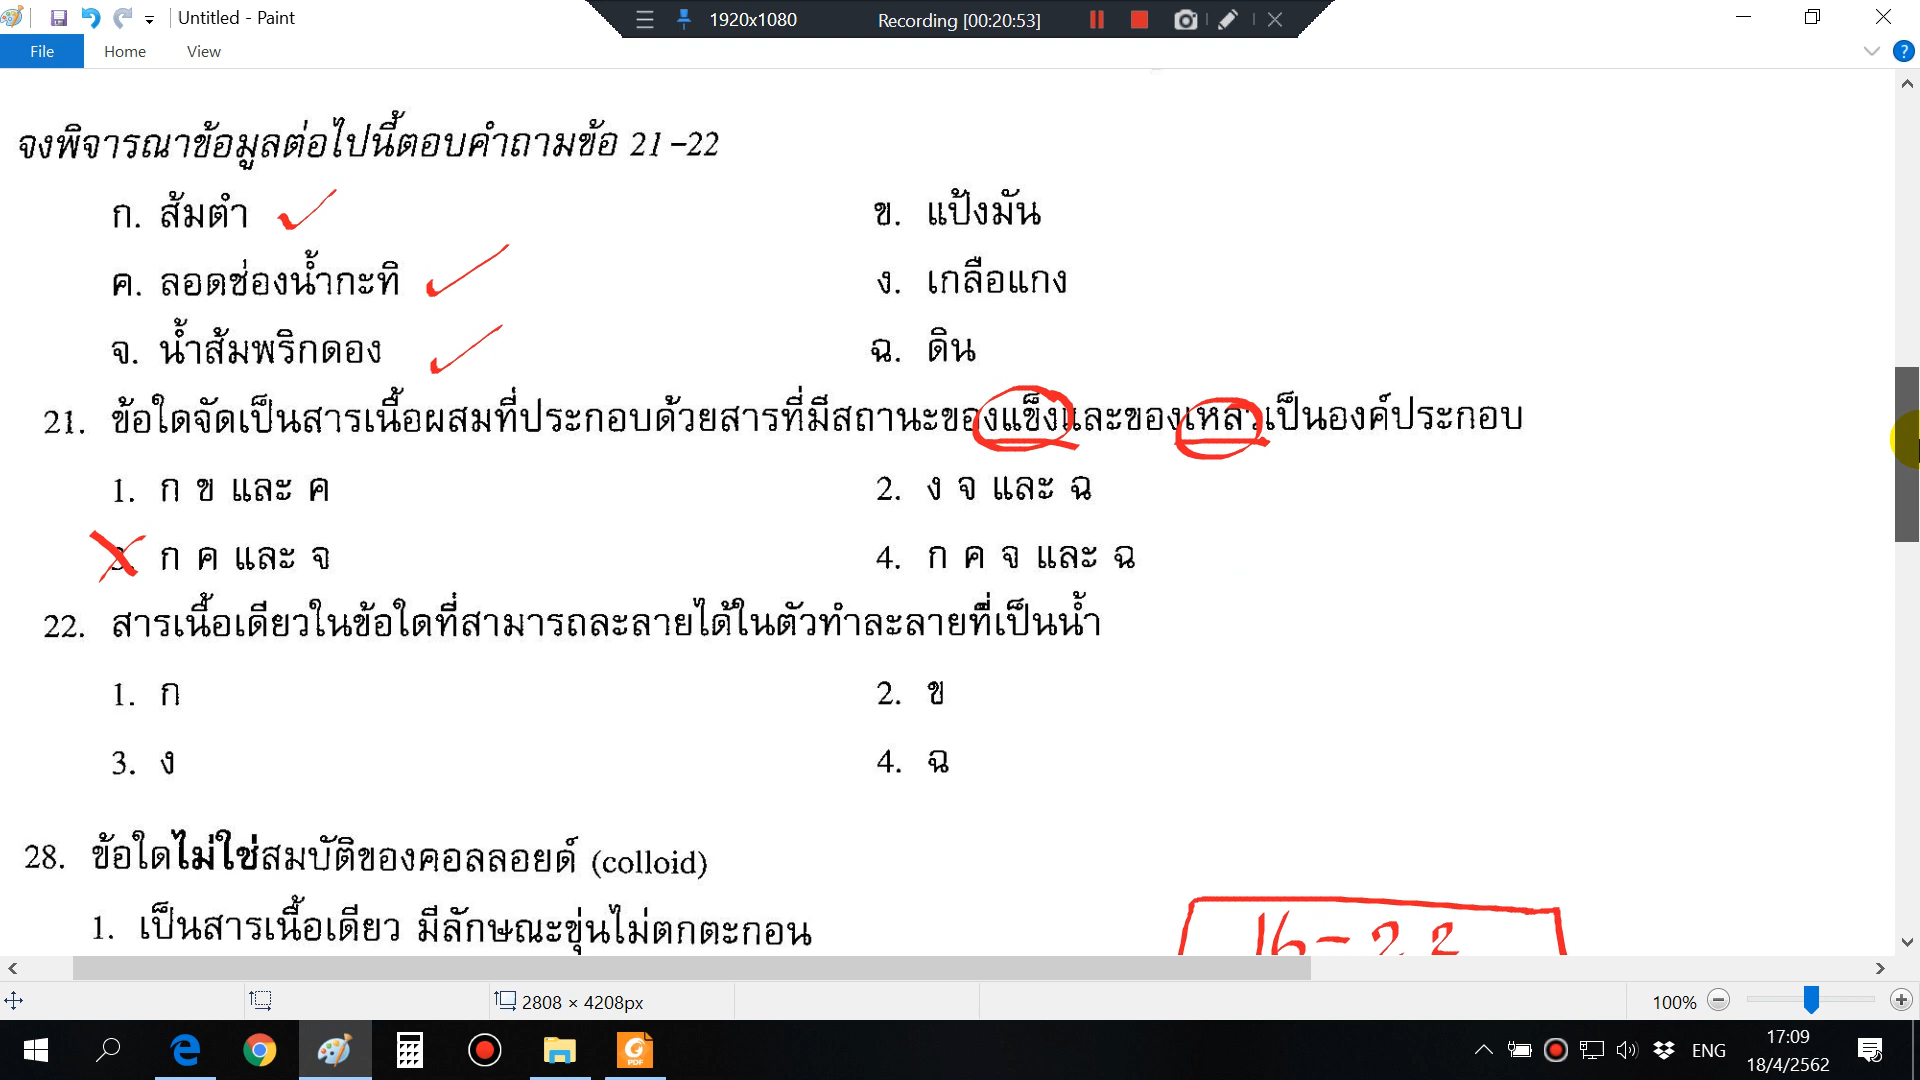 Untitled - Paint
1920x1080
Recording [00:20:53]
File Home View
จงพิจารณาข้อมูลต่อไปนี้ตอบคำถามข้อ 21 –22
ก. ส้มตำ ข. แป้งมัน
ค. ลอดช่องน้ำกะทิ ง. เกลือแกง
จ. น้ำส้มพริกดอง ฉ. ดิน
21. ข้อใดจัดเป็นสารเนื้อผสมที่ประกอบด้วยสารที่มีสถานะของแข็งและของเหลวเป็นองค์ประกอบ
1. ก ข และ ค 2. ง จ และ ฉ
3. ก ค และ จ 4. ก ค จ และ ฉ
22. สารเนื้อเดียวในข้อใดที่สามารถละลายได้ในตัวทำละลายที่เป็นน้ำ
1. ก 2. ข
3. ง 4. ฉ
28. ข้อใดไม่ใช่สมบัติของคอลลอยด์ (colloid)
1. เป็นสารเนื้อเดียว มีลักษณะขุ่นไม่ตกตะกอน
16-22
2808 × 4208px
100%
PDF
ENG
17:09
18/4/2562